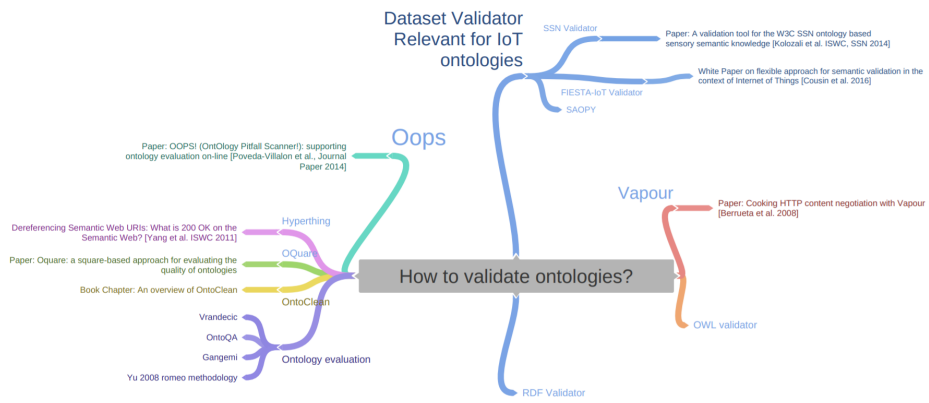 Dataset Validator
Relevant for IoT
ontologies
SSN Validator
Paper: A validation tool for the W3C SSN ontology based
sensory semantic knowledge [Kolozali et al. ISWC, SSN 2014]
White Paper on flexible approach for semantic validation in the
context of Internet of Things [Cousin et al. 2016]
FIESTA-IoT Validator
SAOPY
Oops
Paper: OOPS! (OntOlogy Pitfall Scanner!): supporting
ontology evaluation on-line [Poveda-Villalon et al., Journal
Paper 2014]
Vapour
Paper: Cooking HTTP content negotiation with Vapour
[Berrueta et al. 2008]
Hyperthing
Dereferencing Semantic Web URIs: What is 200 OK on the
Semantic Web? [Yang et al. ISWC 2011]
OQuare
Paper: Oquare: a square-based approach for evaluating the
quality of ontologies
How to validate ontologies?
Book Chapter: An overview of OntoClean
OntoClean
Vrandecic
OntoQA
Gangemi
Yu 2008 romeo methodology
Ontology evaluation
OWL validator
RDF Validator